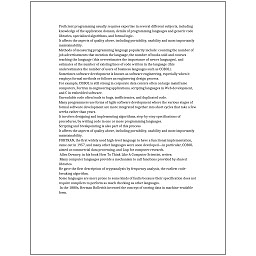 Proficient programming usually requires expertise in several different subjects, including
knowledge of the application domain, details of programming languages and generic code
libraries, specialized algorithms, and formal logic.
It affects the aspects of quality above, including portability, usability and most importantly
maintainability.
Methods of measuring programming language popularity include: counting the number of
job advertisements that mention the language, the number of books sold and courses
teaching the language (this overestimates the importance of newer languages), and
estimates of the number of existing lines of code written in the language (this
underestimates the number of users of business languages such as COBOL).
Sometimes software development is known as software engineering, especially when it
employs formal methods or follows an engineering design process.
For example, COBOL is still strong in corporate data centers often on large mainframe
computers, Fortran in engineering applications, scripting languages in Web development,
and C in embedded software.
Unreadable code often leads to bugs, inefficiencies, and duplicated code.
Many programmers use forms of Agile software development where the various stages of
formal software development are more integrated together into short cycles that take a few
weeks rather than years.
It involves designing and implementing algorithms, step-by-step specifications of
procedures, by writing code in one or more programming languages.
Scripting and breakpointing is also part of this process.
It affects the aspects of quality above, including portability, usability and most importantly
maintainability.
FORTRAN, the first widely used high-level language to have a functional implementation,
came out in 1957, and many other languages were soon developed—in particular, COBOL
aimed at commercial data processing, and Lisp for computer research.
Allen Downey, in his book How To Think Like A Computer Scientist, writes:
Many computer languages provide a mechanism to call functions provided by shared
libraries.
He gave the first description of cryptanalysis by frequency analysis, the earliest code-
breaking algorithm.
Some languages are more prone to some kinds of faults because their specification does not
require compilers to perform as much checking as other languages.
In the 1880s, Herman Hollerith invented the concept of storing data in machine-readable
form.